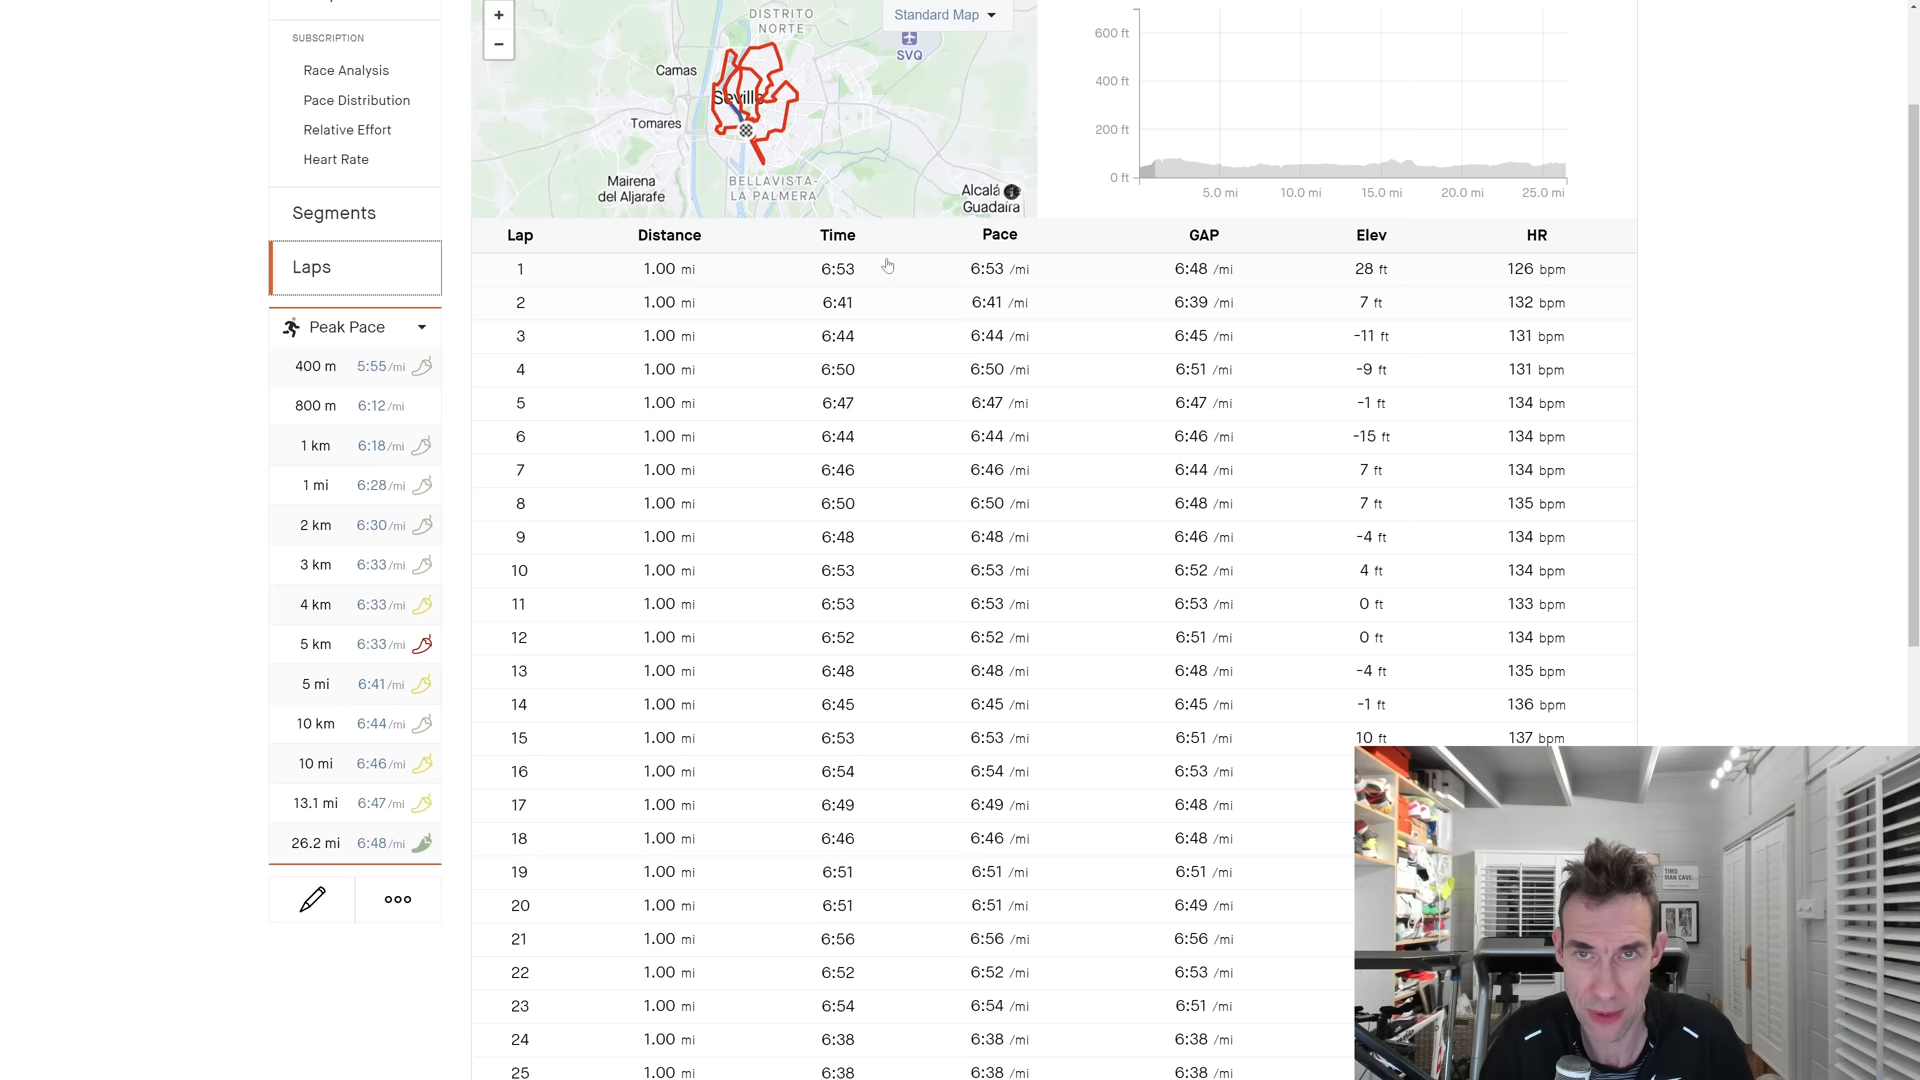 SUBSCRIPTION
Race Analysis
Pace Distribution
Relative Effort
Heart Rate
Segments
Laps
Peak Pace
400 m 5:55/mi
800 m 6:12/mi
1 km 6:18/mi
1 mi 6:28/mi
2 km 6:30/mi
3 km 6:33/mi
4 km 6:33/mi
5 km 6:33/mi
5 mi 6:41/mi
10 km 6:44/mi
10 mi 6:46/mi
13.1 mi 6:47/mi
26.2 mi 6:48/mi
+
−
DISTRITO
NORTE
Standard Map
SVQ
Camas
Sevilla
Tomares
Mairena
del Aljarafe
BELLAVISTA-
LA PALMERA
Alcalá
Guadaíra
600 ft
400 ft
200 ft
0 ft
5.0 mi 10.0 mi 15.0 mi 20.0 mi 25.0 mi
Lap Distance Time Pace GAP Elev HR
1 1.00 mi 6:53 6:53 /mi 6:48 /mi 28 ft 126 bpm
2 1.00 mi 6:41 6:41 /mi 6:39 /mi 7 ft 132 bpm
3 1.00 mi 6:44 6:44 /mi 6:45 /mi -11 ft 131 bpm
4 1.00 mi 6:50 6:50 /mi 6:51 /mi -9 ft 131 bpm
5 1.00 mi 6:47 6:47 /mi 6:47 /mi -1 ft 134 bpm
6 1.00 mi 6:44 6:44 /mi 6:46 /mi -15 ft 134 bpm
7 1.00 mi 6:46 6:46 /mi 6:44 /mi 7 ft 134 bpm
8 1.00 mi 6:50 6:50 /mi 6:48 /mi 7 ft 135 bpm
9 1.00 mi 6:48 6:48 /mi 6:46 /mi -4 ft 134 bpm
10 1.00 mi 6:53 6:53 /mi 6:52 /mi 4 ft 134 bpm
11 1.00 mi 6:53 6:53 /mi 6:53 /mi 0 ft 133 bpm
12 1.00 mi 6:52 6:52 /mi 6:51 /mi 0 ft 134 bpm
13 1.00 mi 6:48 6:48 /mi 6:48 /mi -4 ft 135 bpm
14 1.00 mi 6:45 6:45 /mi 6:45 /mi -1 ft 136 bpm
15 1.00 mi 6:53 6:53 /mi 6:51 /mi 10 ft 137 bpm
16 1.00 mi 6:54 6:54 /mi 6:53 /mi
17 1.00 mi 6:49 6:49 /mi 6:48 /mi
18 1.00 mi 6:46 6:46 /mi 6:48 /mi
19 1.00 mi 6:51 6:51 /mi 6:51 /mi
20 1.00 mi 6:51 6:51 /mi 6:49 /mi
21 1.00 mi 6:56 6:56 /mi 6:56 /mi
22 1.00 mi 6:52 6:52 /mi 6:53 /mi
23 1.00 mi 6:54 6:54 /mi 6:51 /mi
24 1.00 mi 6:38 6:38 /mi 6:38 /mi
25 1.00 mi 6:38 6:38 /mi 6:38 /mi
TIMS
MAN CAVE